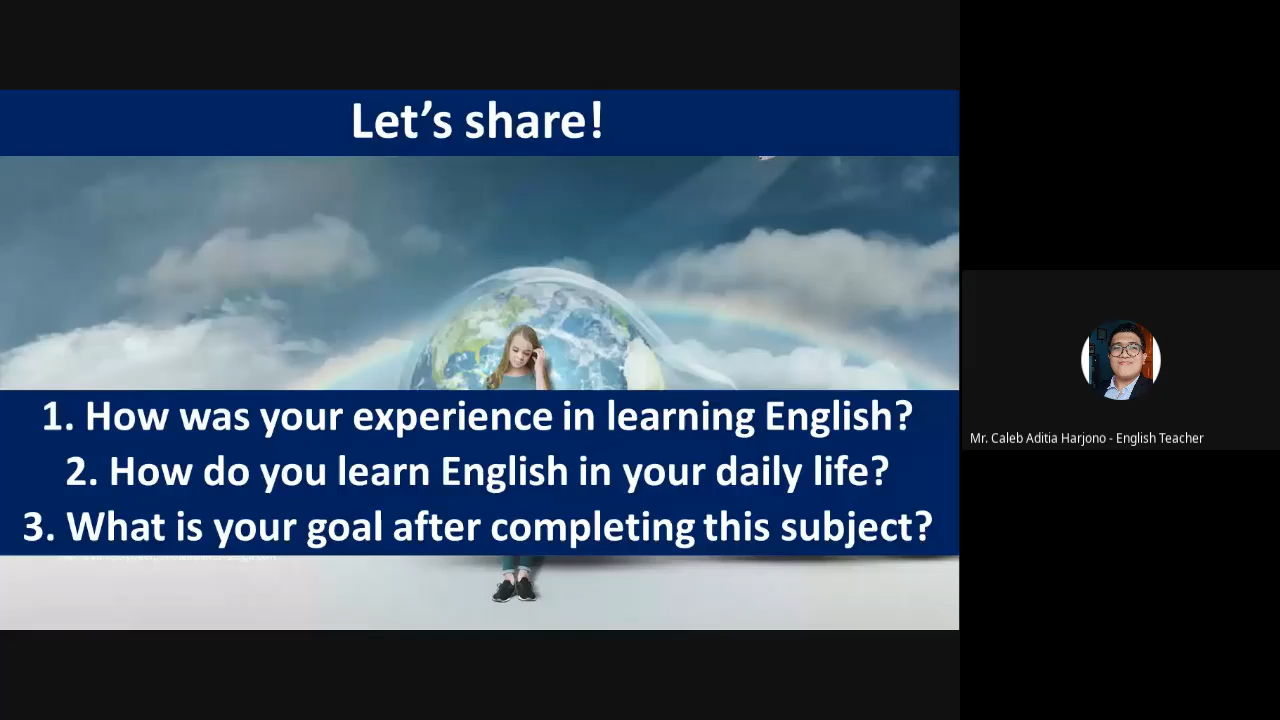 Let’s share!
1. How was your experience in learning English?
2. How do you learn English in your daily life?
3. What is your goal after completing this subject?
Mr. Caleb Aditia Harjono - English Teacher